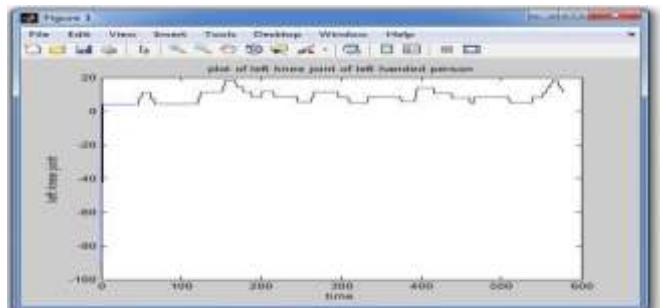 Figure 1
File Edit View Insert Tools Desktop Window Help
plot of left knee joint of left handed person
20
0
-20
-40
-60
-80
-100
left knee joint
0 100 200 300 400 500 600
time